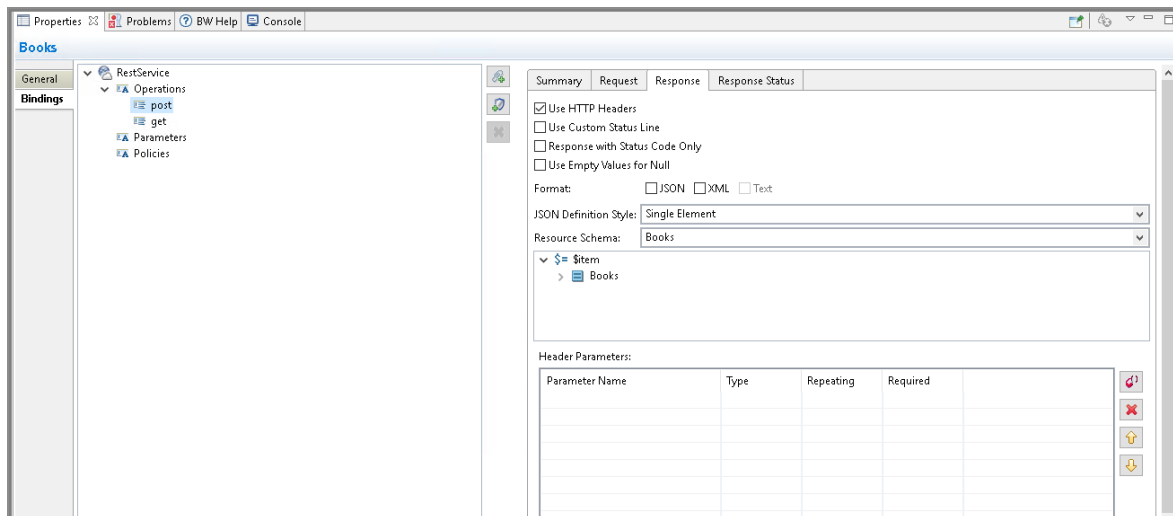 Properties Problems BW Help Console
Books
General
Bindings
RestService
Operations
post
get
Parameters
Policies
Summary Request Response Response Status
Use HTTP Headers
Use Custom Status Line
Response with Status Code Only
Use Empty Values for Null
Format: JSON XML Text
JSON Definition Style: Single Element
Resource Schema: Books
$= $item
Books
Header Parameters:
Parameter Name Type Repeating Required